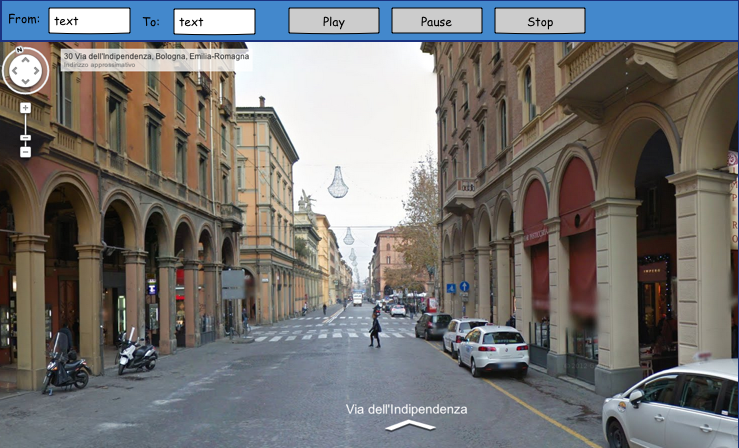 From: text To: text Play Pause Stop
N
30 Via dell'Indipendenza, Bologna, Emilia-Romagna
Indirizzo approssimativo
Via dell'Indipendenza